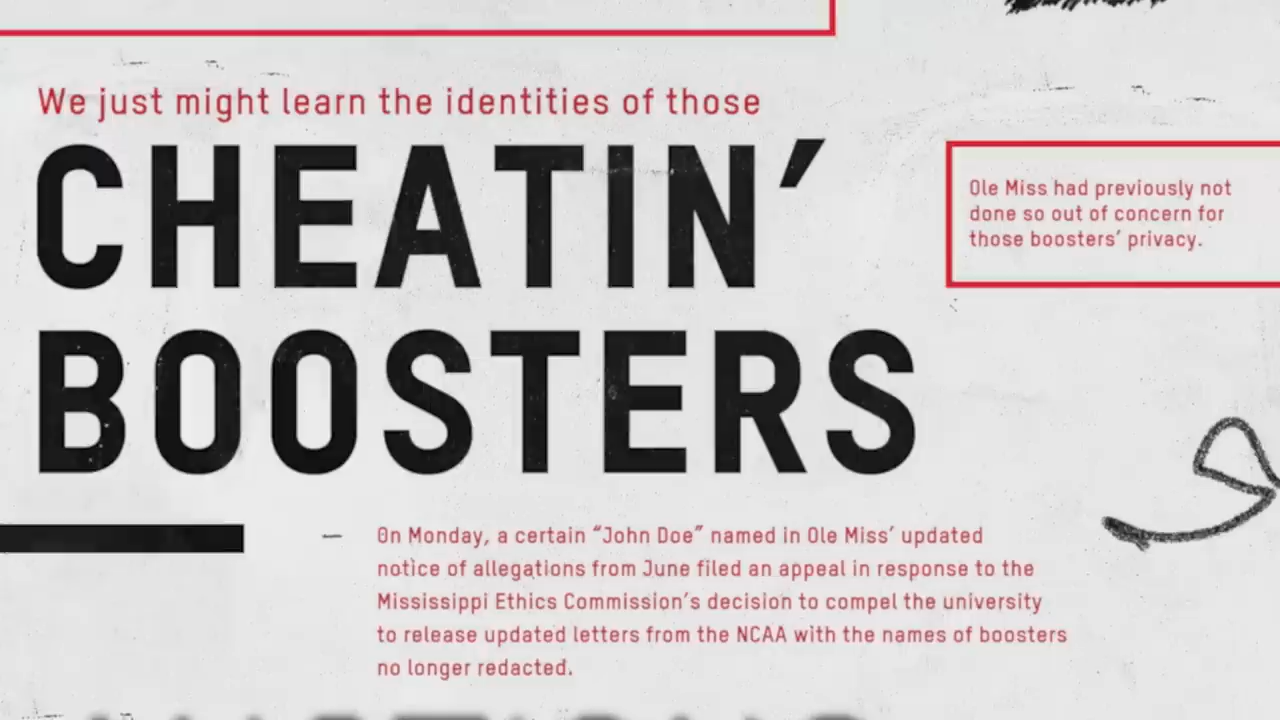 We just might learn the identities of those
CHEATIN’
BOOSTERS
Ole Miss had previously not
done so out of concern for
those boosters’ privacy.
On Monday, a certain “John Doe” named in Ole Miss’ updated
notice of allegations from June filed an appeal in response to the
Mississippi Ethics Commission’s decision to compel the university
to release updated letters from the NCAA with the names of boosters
no longer redacted.